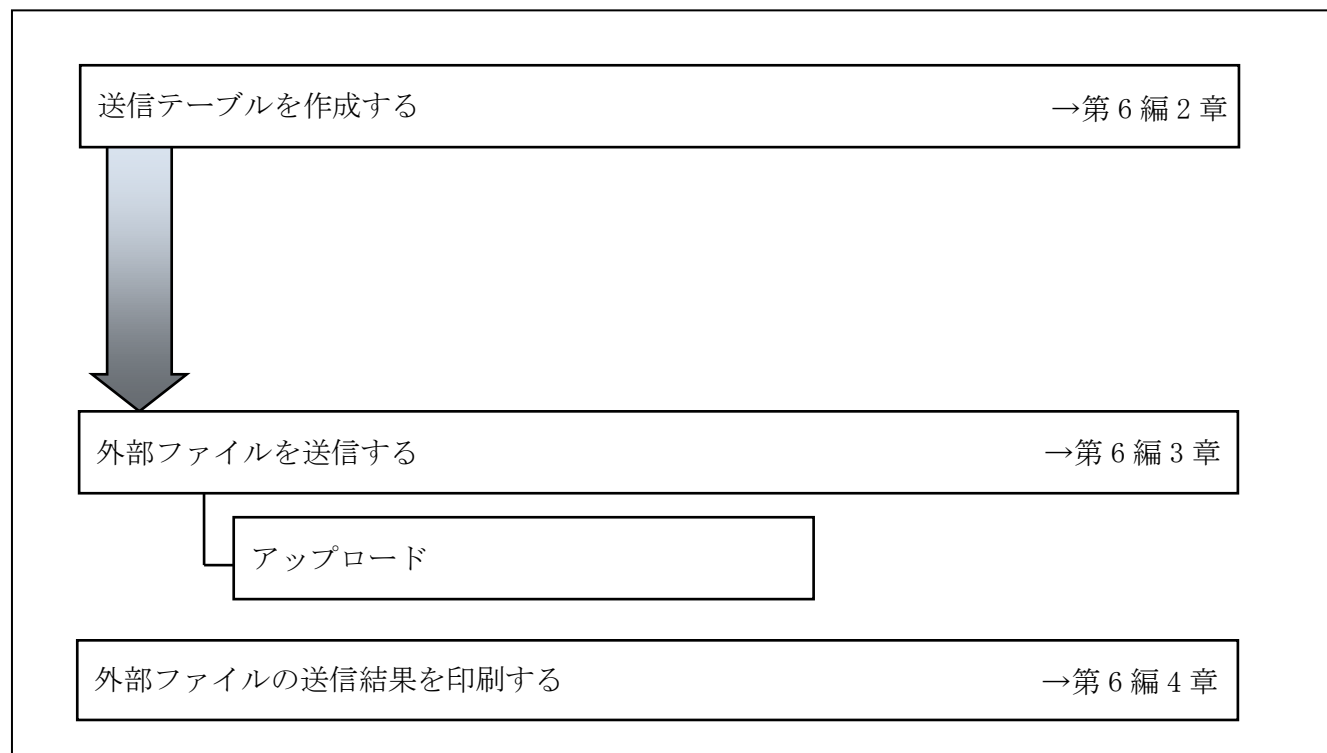 送信テーブルを作成する →第6編2章
外部ファイルを送信する →第6編3章
アップロード
外部ファイルの送信結果を印刷する →第6編4章